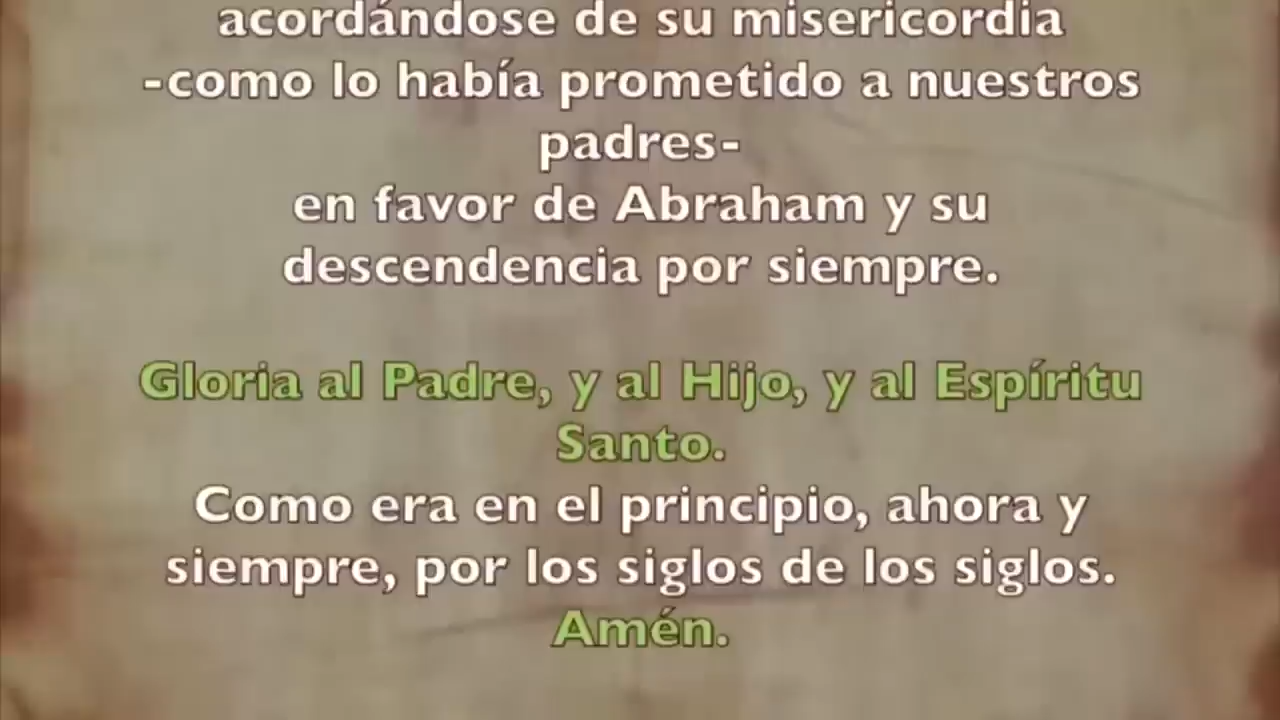 acordándose de su misericordia
-como lo había prometido a nuestros
padres-
en favor de Abraham y su
descendencia por siempre.
Gloria al Padre, y al Hijo, y al Espíritu
Santo.
Como era en el principio, ahora y
siempre, por los siglos de los siglos.
Amén.